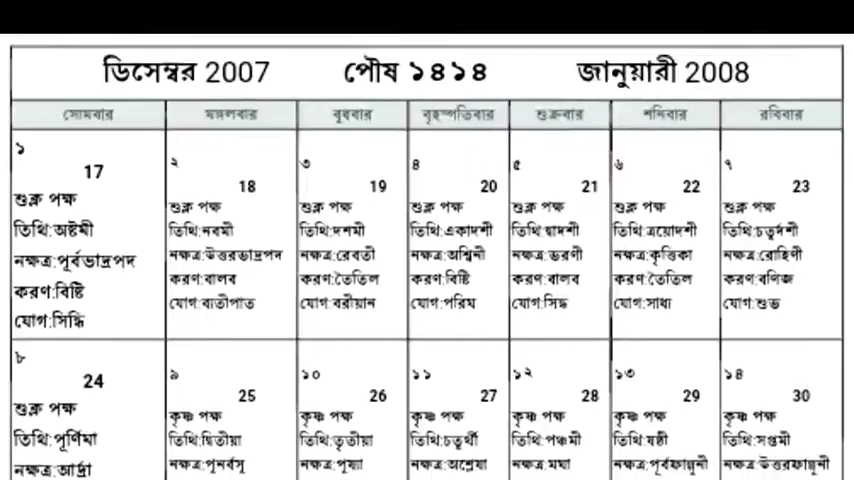 ডিসেম্বর 2007 পৌষ ১৪১৪ জানুয়ারী 2008
সোমবার মঙ্গলবার বুধবার বৃহস্পতিবার শুক্রবার শনিবার রবিবার
১ ২ ৩ ৪ ৫ ৬ ৭
17 18 19 20 21 22 23
শুক্ল পক্ষ শুক্ল পক্ষ শুক্ল পক্ষ শুক্ল পক্ষ শুক্ল পক্ষ শুক্ল পক্ষ শুক্ল পক্ষ
তিথি:অষ্টমী তিথি:নবমী তিথি:দশমী তিথি:একাদশী তিথি:দ্বাদশী তিথি:ত্রয়োদশী তিথি:চতুর্দশী
নক্ষত্র:পূর্বভাদ্রপদ নক্ষত্র:উত্তরভাদ্রপদ নক্ষত্র:রেবতী নক্ষত্র:অশ্বিনী নক্ষত্র:ভরণী নক্ষত্র:কৃত্তিকা নক্ষত্র:রোহিণী
করণ:বিষ্টি করণ:বালব করণ:তৈতিল করণ:বিষ্টি করণ:বালব করণ:তৈতিল করণ:বণিজ
যোগ:সিদ্ধি যোগ:ব্যতীপাত যোগ:বরীয়ান যোগ:পরিঘ যোগ:সিদ্ধ যোগ:সাধ্য যোগ:শুভ
৮ ৯ ১০ ১১ ১২ ১৩ ১৪
24 25 26 27 28 29 30
শুক্ল পক্ষ কৃষ্ণ পক্ষ কৃষ্ণ পক্ষ কৃষ্ণ পক্ষ কৃষ্ণ পক্ষ কৃষ্ণ পক্ষ কৃষ্ণ পক্ষ
তিথি:পূর্ণিমা তিথি:দ্বিতীয়া তিথি:তৃতীয়া তিথি:চতুর্থী তিথি:পঞ্চমী তিথি:ষষ্ঠী তিথি:সপ্তমী
নক্ষত্র:আর্দ্রা নক্ষত্র:পূনর্বসু নক্ষত্র:পূষ্যা নক্ষত্র:অশ্লেষা নক্ষত্র:মঘা নক্ষত্র:পূর্বফাল্গুনী নক্ষত্র:উত্তরফাল্গুনী